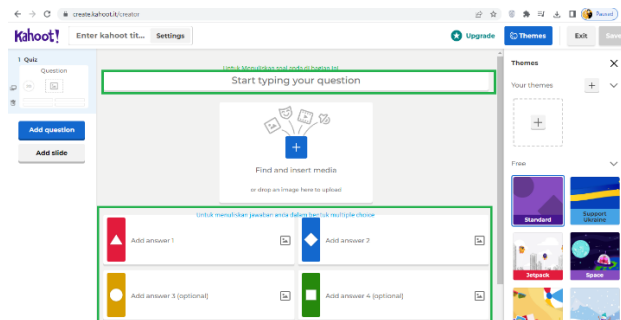 create.kahoot.it/creator
Paused
Kahoot!
Enter kahoot tit...
Settings
Upgrade
Themes
Exit
Save
1 Quiz
Question
Add question
Add slide
Untuk Menuliskan soal anda di bagian ini
Start typing your question
Find and insert media
or drop an image here to upload
Untuk menuliskan jawaban anda dalam bentuk multiple choice
Add answer 1
Add answer 2
Add answer 3 (optional)
Add answer 4 (optional)
Themes
Your themes
Free
Standard
Support Ukraine
Jetpack
Space